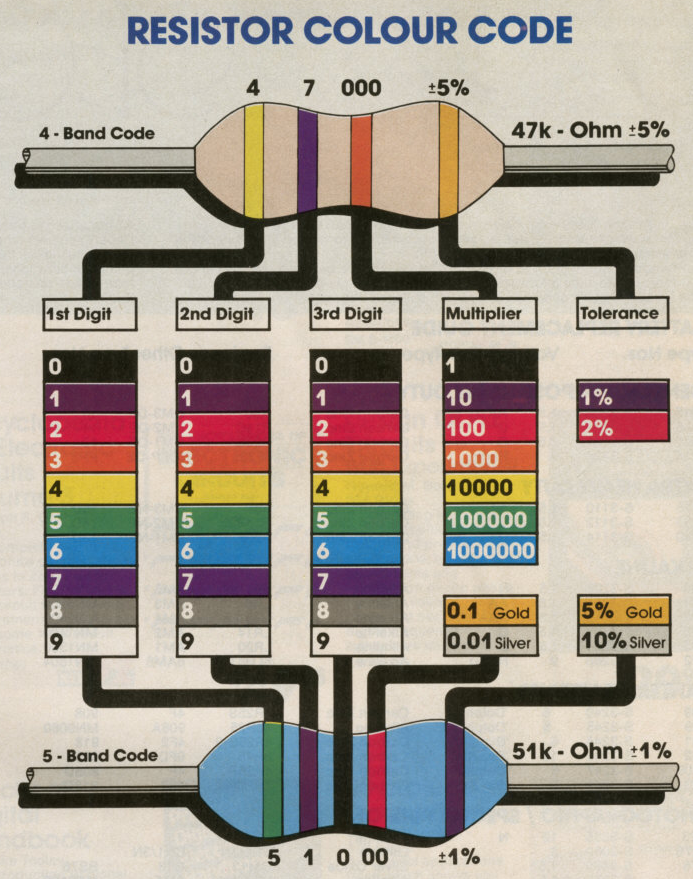 RESISTOR COLOUR CODE
4 7 000 ±5%
4 - Band Code
47k - Ohm ±5%
1st Digit 2nd Digit 3rd Digit Multiplier Tolerance
0 0 0 1
1 1 1 10 1%
2 2 2 100 2%
3 3 3 1000
4 4 4 10000
5 5 5 100000
6 6 6 1000000
7 7 7
8 8 8 0.1 Gold 5% Gold
9 9 9 0.01 Silver 10% Silver
5 - Band Code
51k - Ohm ±1%
5 1 0 00 ±1%